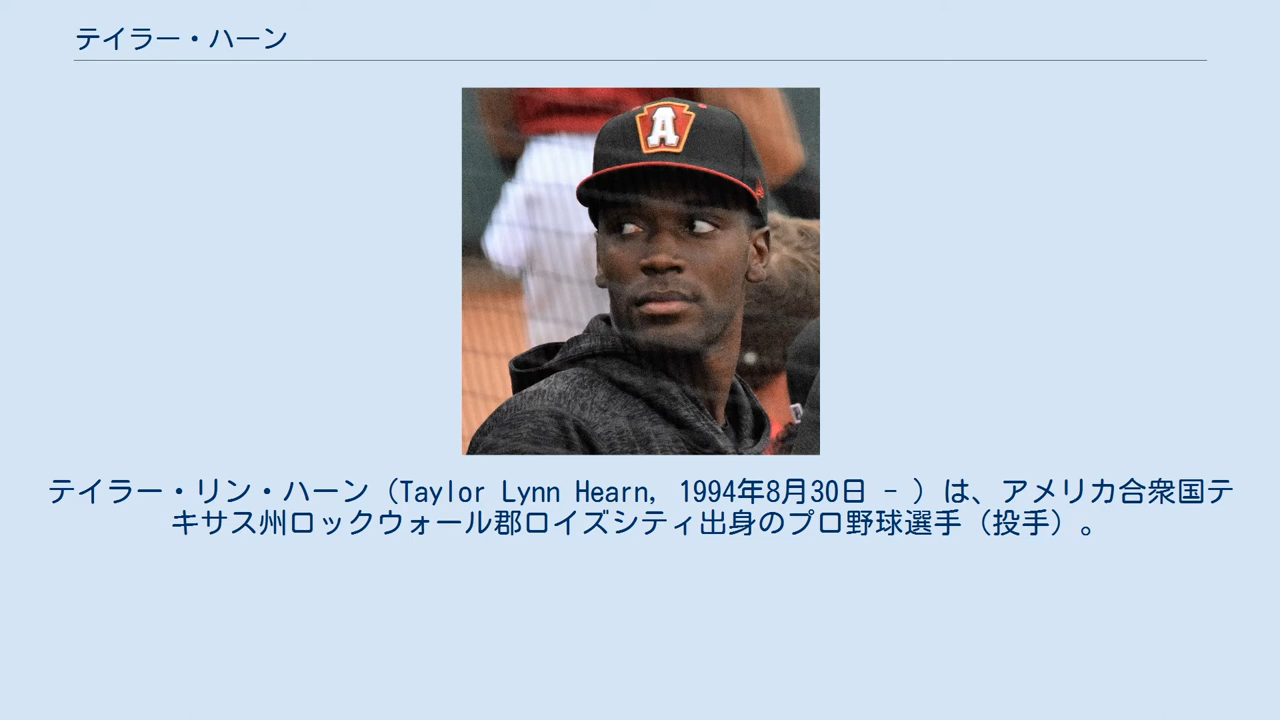 テイラー・ハーン
A
テイラー・リン・ハーン（Taylor Lynn Hearn, 1994年8月30日 - ）は、アメリカ合衆国テ
キサス州ロックウォール郡ロイズシティ出身のプロ野球選手（投手）。